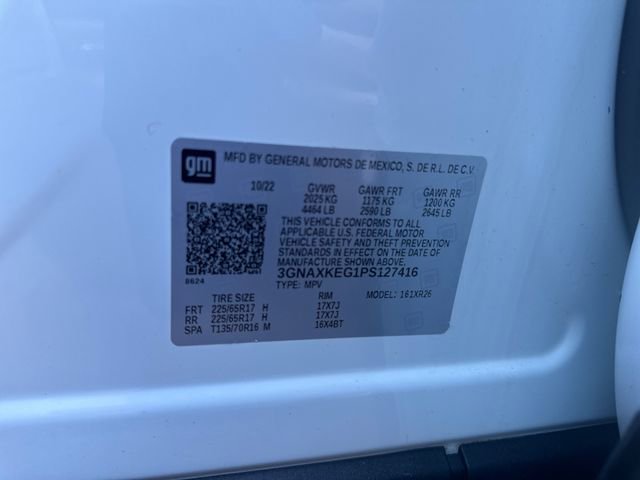 gm MFD BY GENERAL MOTORS DE MEXICO, S. DE R.L. DE C.V.
10/22 GVWR GAWR FRT GAWR RR
2025 KG 1175 KG 1200 KG
4464 LB 2590 LB 2645 LB
THIS VEHICLE CONFORMS TO ALL
APPLICABLE U.S. FEDERAL MOTOR
VEHICLE SAFETY AND THEFT PREVENTION
STANDARDS IN EFFECT ON THE DATE OF
MANUFACTURE SHOWN ABOVE.
3GNAXKEG1PS127416
8624 TYPE: MPV MODEL: 161XR26
TIRE SIZE RIM
FRT 225/65R17 H 17X7J
RR 225/65R17 H 17X7J
SPA T135/70R16 M 16X4BT